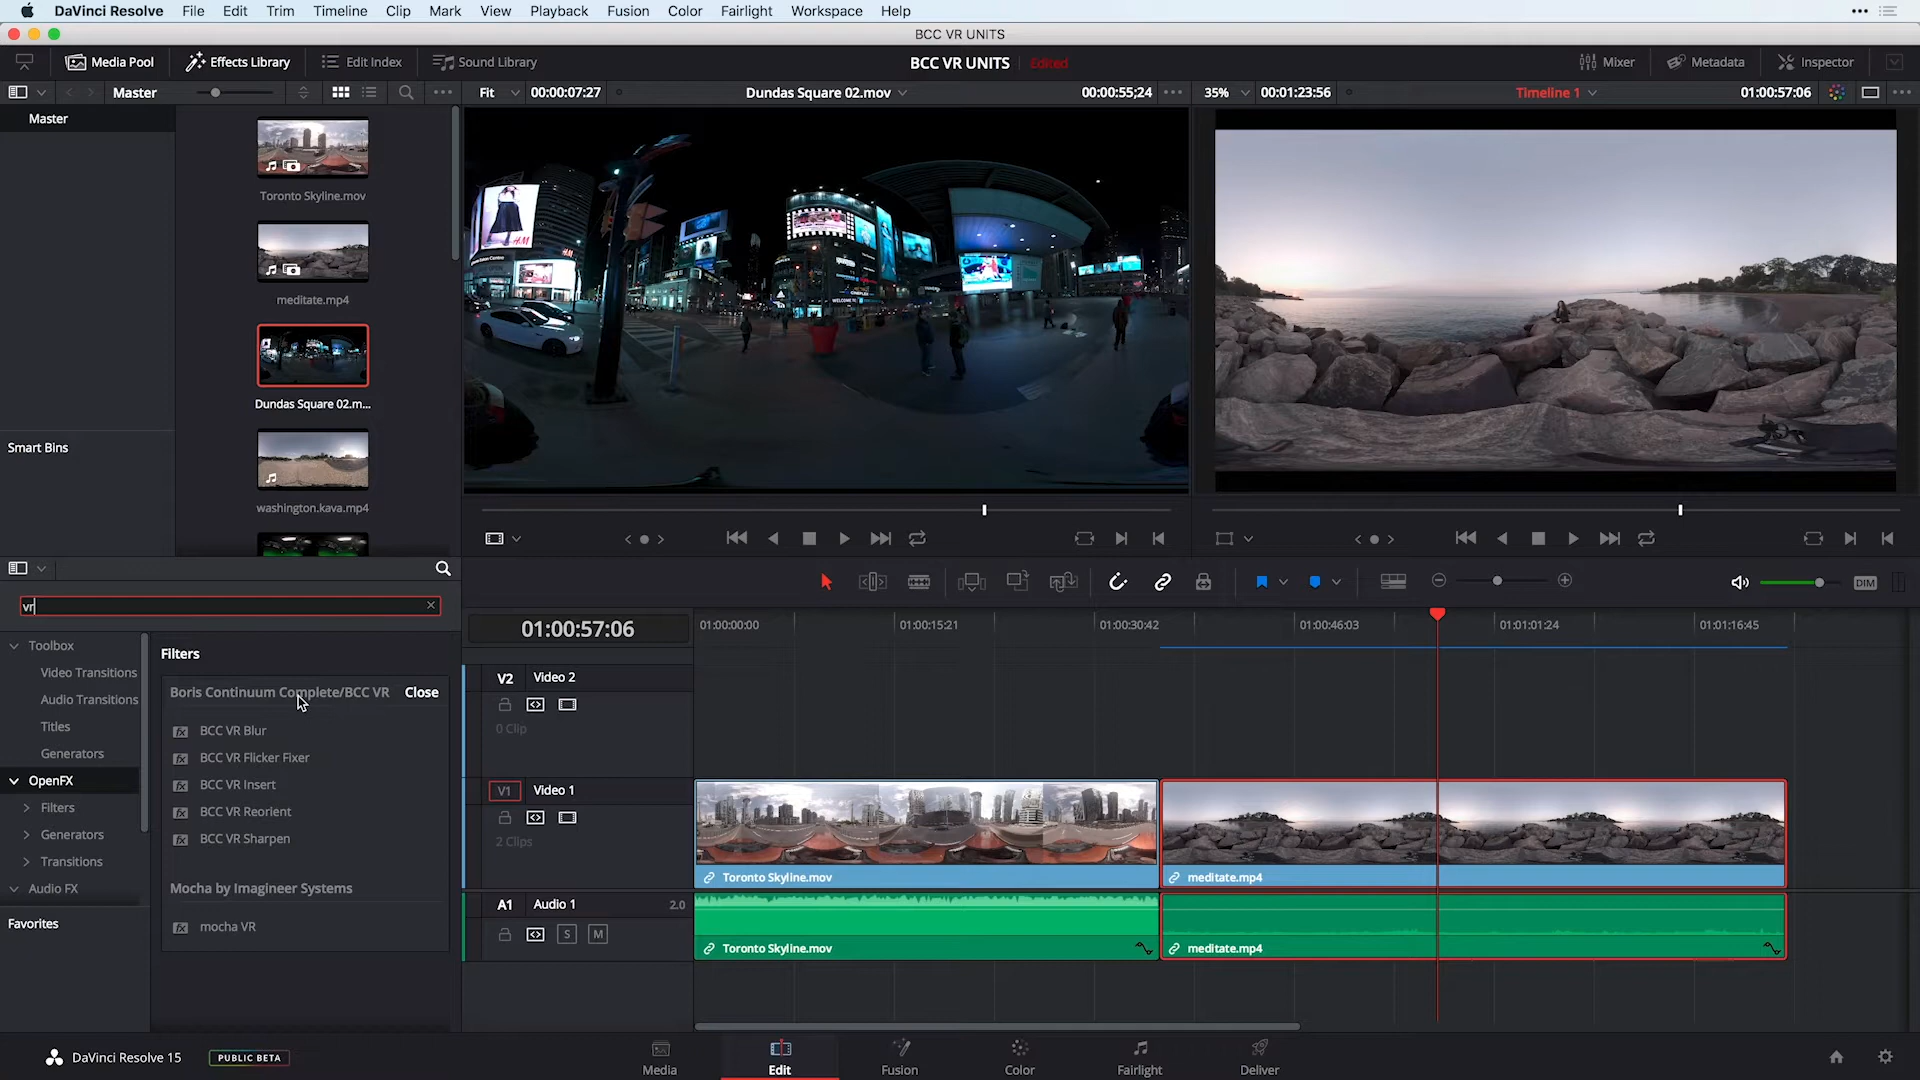 DaVinci Resolve File Edit Trim Timeline Clip Mark View Playback Fusion Color Fairlight Workspace Help
BCC VR UNITS
Media Pool Effects Library Edit Index Sound Library BCC VR UNITS Edited Mixer Metadata Inspector
Master Fit 00:00:07:27 Dundas Square 02.mov 00:00:55;24 35% 00:01:23:56 Timeline 1 01:00:57:06
Master
Toronto Skyline.mov
meditate.mp4
Dundas Square 02.m...
Smart Bins
washington.kava.mp4
H&M
DIM
vr
01:00:57:06
01:00:00:00 01:00:15:21 01:00:30:42 01:00:46:03 01:01:01:24 01:01:16:45
Toolbox
Video Transitions
Audio Transitions
Titles
Generators
OpenFX
Filters
Generators
Transitions
Audio FX
Favorites
Filters
Boris Continuum Complete/BCC VR Close
fx BCC VR Blur
fx BCC VR Flicker Fixer
fx BCC VR Insert
fx BCC VR Reorient
fx BCC VR Sharpen
Mocha by Imagineer Systems
fx mocha VR
V2 Video 2
0 Clip
V1 Video 1
2 Clips
Toronto Skyline.mov meditate.mp4
A1 Audio 1 2.0
S M
Toronto Skyline.mov meditate.mp4
DaVinci Resolve 15 PUBLIC BETA
Media Edit Fusion Color Fairlight Deliver